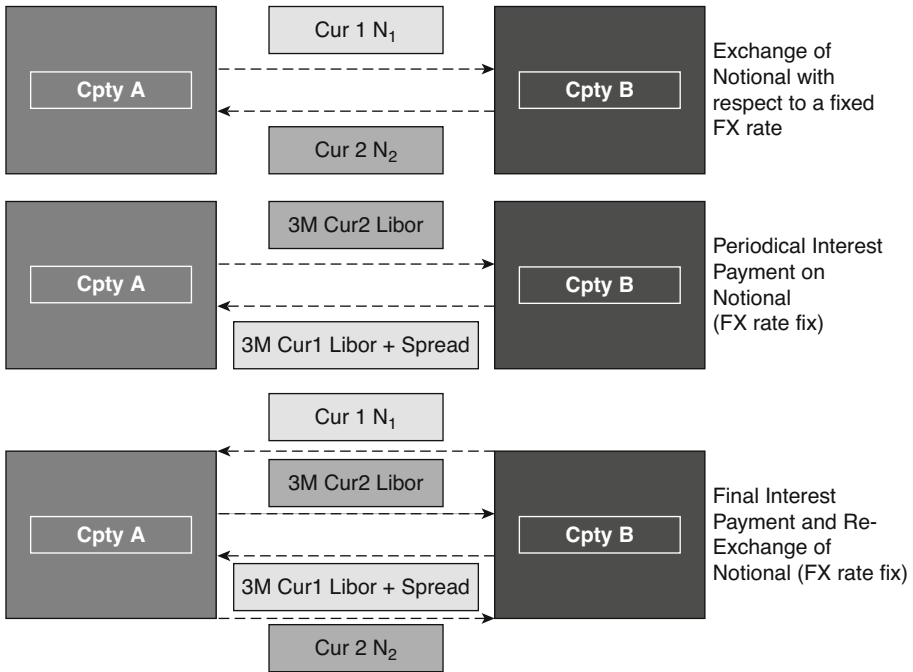 Cur 1 N₁
Cpty A
Cpty B
Cur 2 N₂
Exchange of
Notional with
respect to a fixed
FX rate
3M Cur2 Libor
Cpty A
Cpty B
3M Cur1 Libor + Spread
Periodical Interest
Payment on
Notional
(FX rate fix)
Cur 1 N₁
3M Cur2 Libor
Cpty A
Cpty B
3M Cur1 Libor + Spread
Cur 2 N₂
Final Interest
Payment and Re-
Exchange of
Notional (FX rate fix)